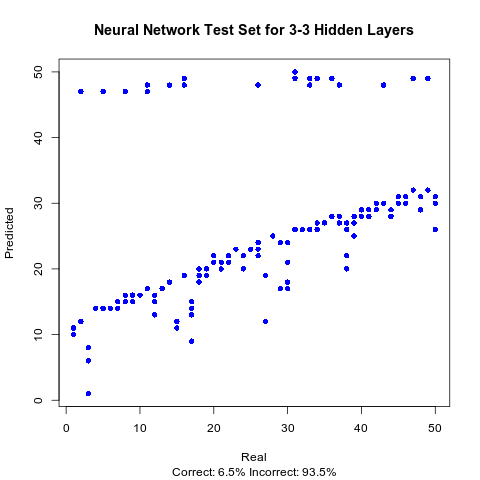 Neural Network Test Set for 3-3 Hidden Layers
50
40
30
20
10
0
Predicted
0 10 20 30 40 50
Real
Correct: 6.5% Incorrect: 93.5%